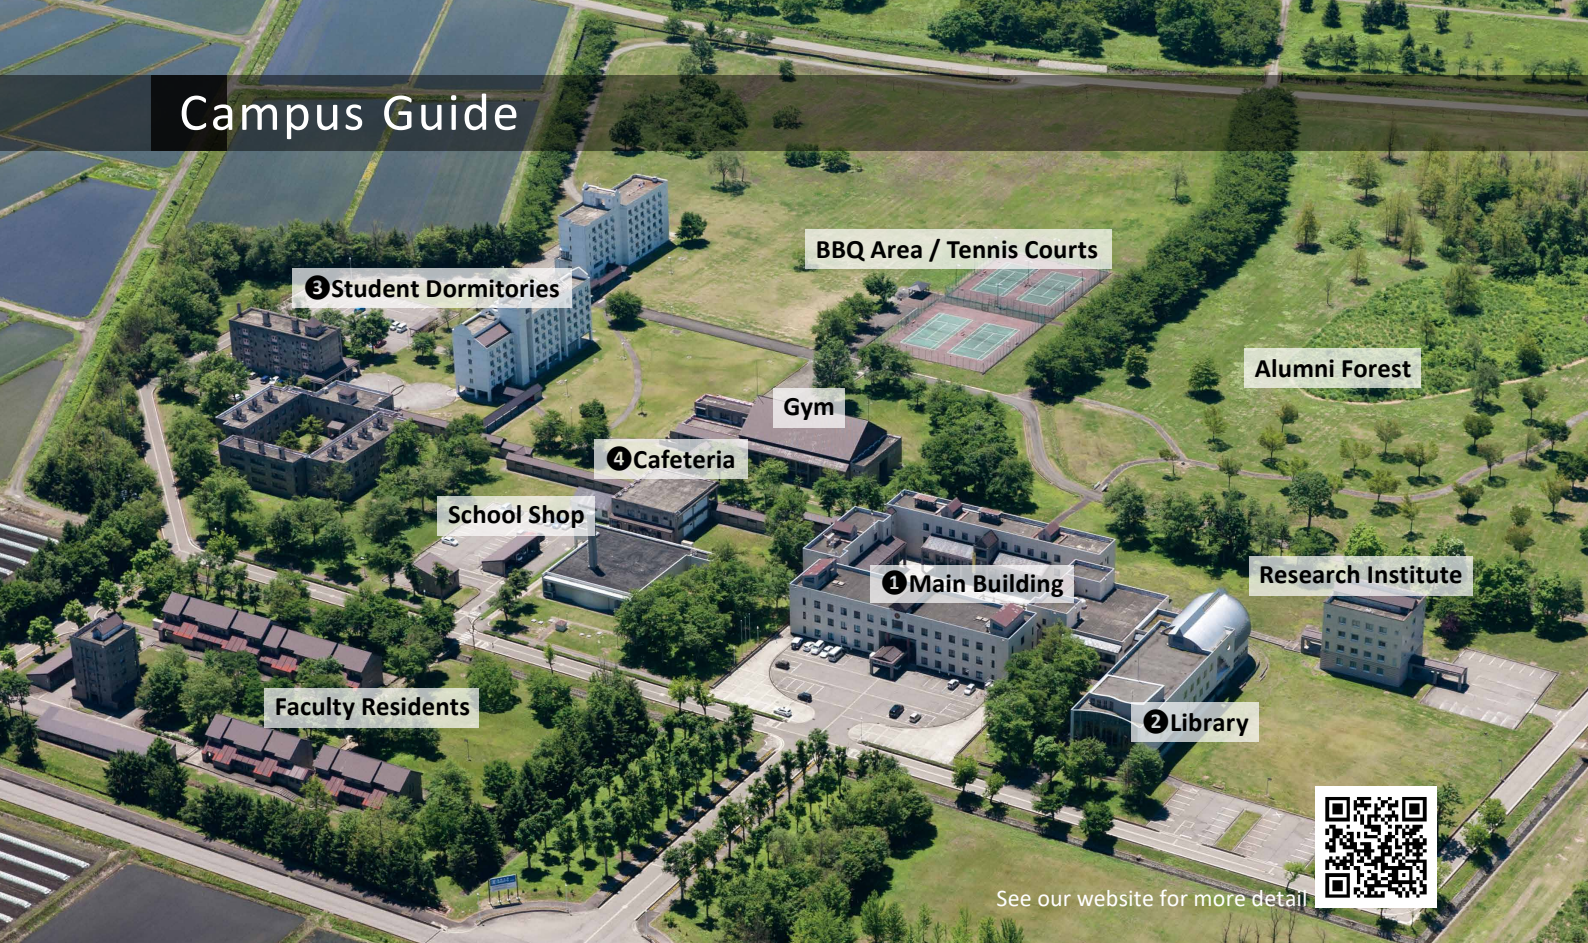 Campus Guide
BBQ Area / Tennis Courts
❸Student Dormitories
Alumni Forest
Gym
❹Cafeteria
School Shop
❶Main Building
Research Institute
Faculty Residents
❷Library
See our website for more detail